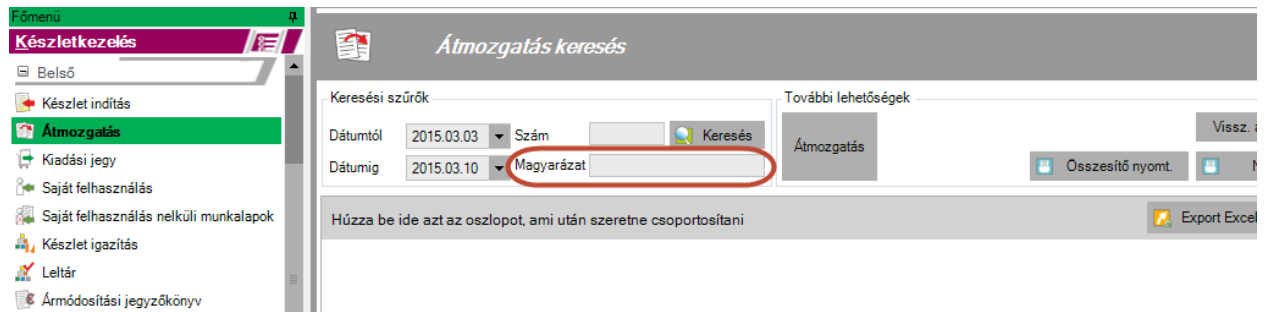 Főmenü
Készletkezelés
Belső
Készlet indítás
Átmozgatás
Kiadási jegy
Saját felhasználás
Saját felhasználás nelküli munkalapok
Készlet igazítás
Leltár
Ármódosítási jegyzőkönyv
Átmozgatás keresés
Keresési szűrők
Dátumtól 2015.03.03 Szám Keresés
Dátumig 2015.03.10 Magyarázat
További lehetőségek
Átmozgatás
Vissz.
Összesítő nyomt.
Húzza be ide azt az oszlopot, ami után szeretne csoportosítani
Export Excel